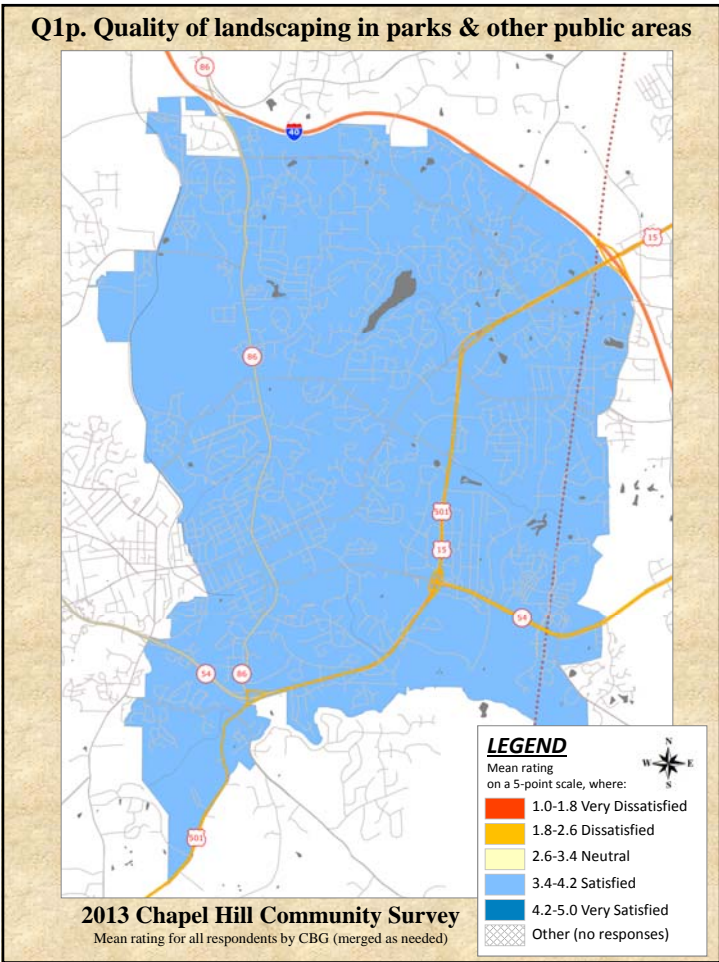 Q1p. Quality of landscaping in parks & other public areas
86
40
15
86
501
15
54
54
86
501
LEGEND
N
W E
S
Mean rating
on a 5-point scale, where:
1.0-1.8 Very Dissatisfied
1.8-2.6 Dissatisfied
2.6-3.4 Neutral
3.4-4.2 Satisfied
4.2-5.0 Very Satisfied
Other (no responses)
2013 Chapel Hill Community Survey
Mean rating for all respondents by CBG (merged as needed)